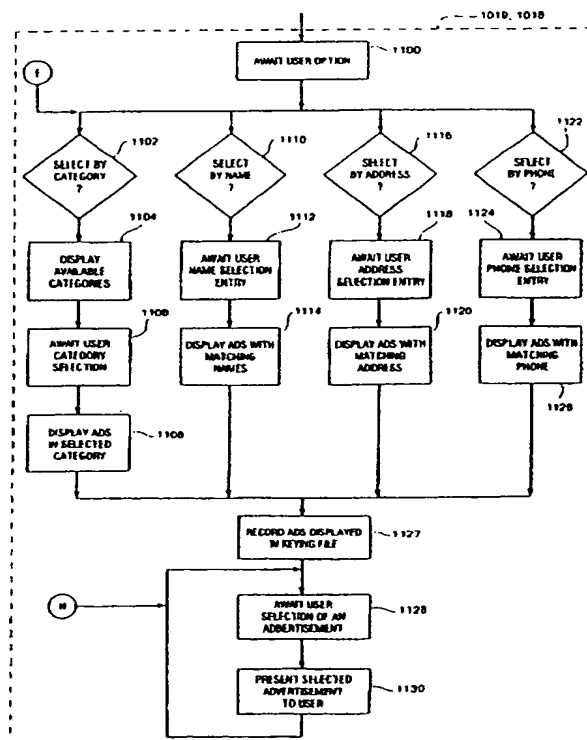 1019, 1018
AWAIT USER OPTION
1100
f
SELECT BY
CATEGORY
?
1102
SELECT
BY NAME
?
1110
SELECT
BY ADDRESS
?
1116
SELECT
BY PHONE
?
1122
DISPLAY
AVAILABLE
CATEGORIES
1104
AWAIT USER
NAME SELECTION
ENTRY
1112
AWAIT USER
ADDRESS
SELECTION ENTRY
1118
AWAIT USER
PHONE SELECTION
ENTRY
1124
AWAIT USER
CATEGORY
SELECTION
1106
DISPLAY ADS WITH
MATCHING
NAMES
1114
DISPLAY ADS WITH
MATCHING
ADDRESS
1120
DISPLAY ADS WITH
MATCHING
PHONE
1126
DISPLAY ADS
IN SELECTED
CATEGORY
1108
RECORD ADS DISPLAYED
IN KEYING FILE
1127
AWAIT USER
SELECTION OF AN
ADBERTISEMENT
1128
PRESENT SELECTED
ADVERTISEMENT
TO USER
1130